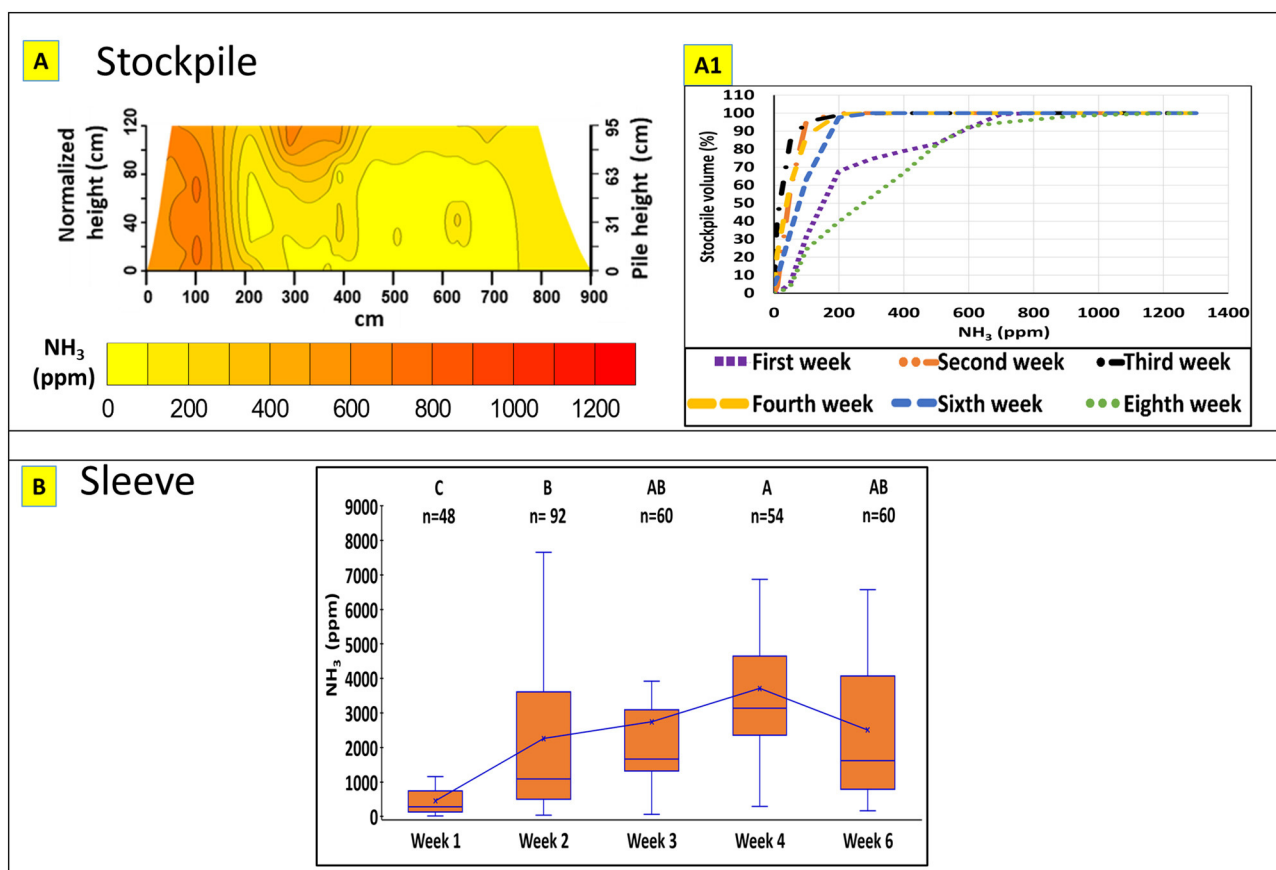 A Stockpile
Normalized
height (cm)
120
80
40
0
95
63
31
0
Pile height (cm)
0 100 200 300 400 500 600 700 900
cm
NH₃
(ppm)
0 200 400 600 800 1000 1200
A1
Stockpile volume (%)
110
100
90
80
70
60
50
40
30
20
10
0
0 200 400 600 800 1000 1200 1400
NH₃ (ppm)
First week Second week Third week
Fourth week Sixth week Eighth week
B Sleeve
C B AB A AB
n=48 n= 92 n=60 n=54 n=60
NH₃ (ppm)
9000
8000
7000
6000
5000
4000
3000
2000
1000
0
Week 1 Week 2 Week 3 Week 4 Week 6